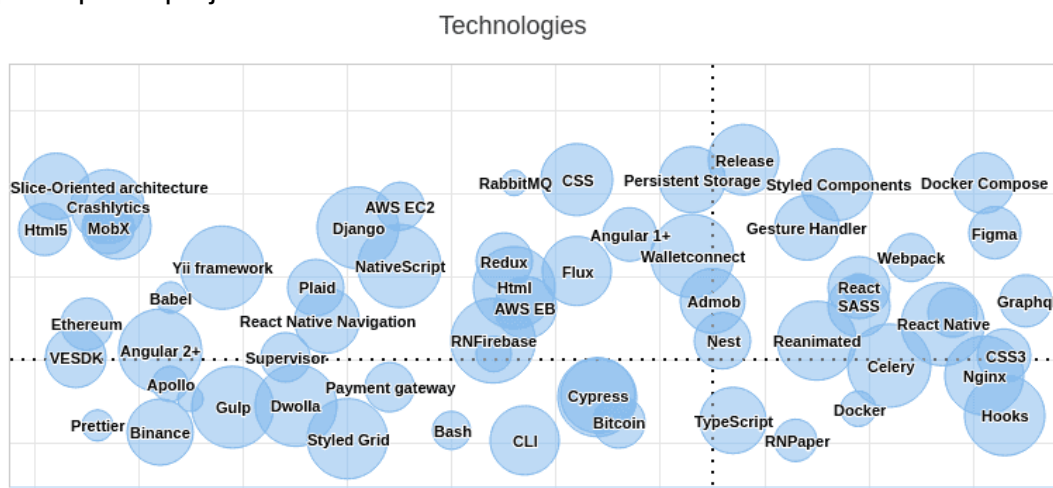 Technologies
Release
Slice-Oriented architecture
RabbitMQ
CSS
Persistent Storage
Styled Components
Docker Compose
Crashlytics
AWS EC2
Html5
MobX
Django
Angular 1+
Gesture Handler
Figma
Yii framework
NativeScript
Redux
Flux
Walletconnect
Webpack
Babel
Plaid
Html
React
Admob
SASS
Graphq
AWS EB
Ethereum
React Native Navigation
React Native
RNFirebase
Nest
Reanimated
VESDK
Angular 2+
Supervisor
CSS3
Celery
Nginx
Apollo
Payment gateway
Gulp
Dwolla
Cypress
Docker
Hooks
Prettier
Binance
Styled Grid
Bash
CLI
Bitcoin
TypeScript
RNPaper